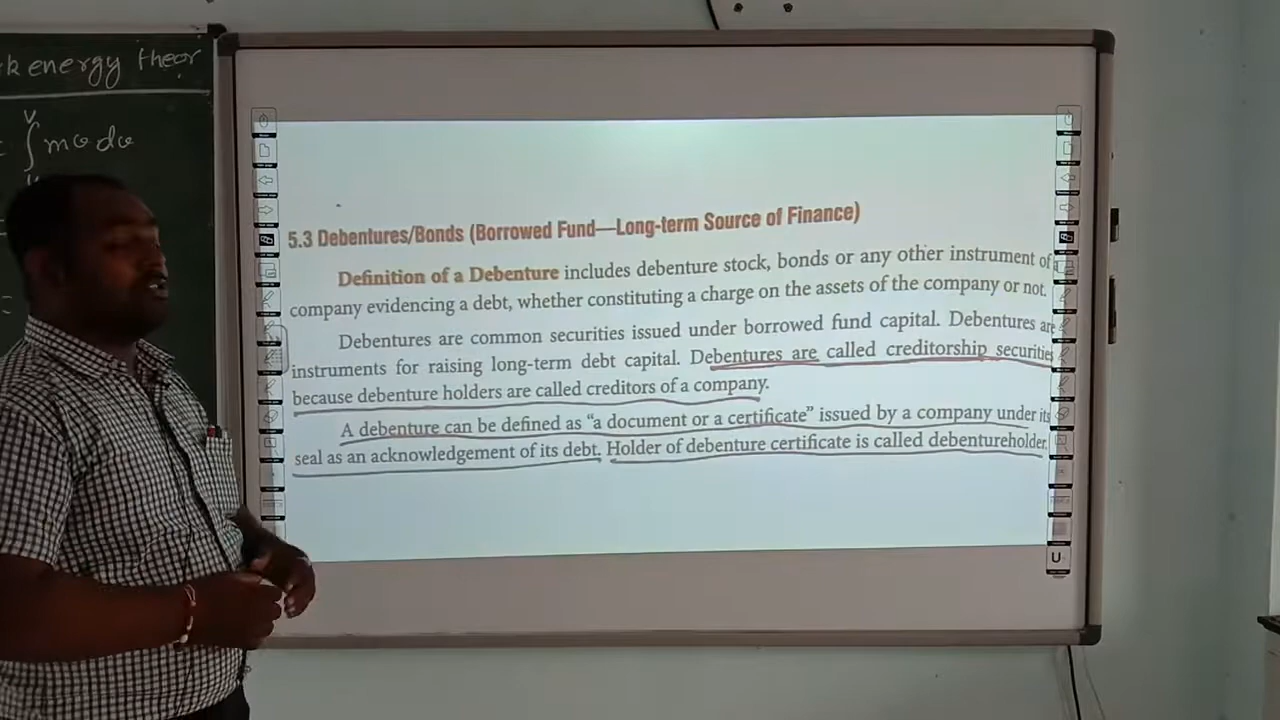 k energy theor
∫ mv dv
5.3 Debentures/Bonds (Borrowed Fund—Long-term Source of Finance)
Definition of a Debenture includes debenture stock, bonds or any other instrument of
company evidencing a debt, whether constituting a charge on the assets of the company or not.
Debentures are common securities issued under borrowed fund capital. Debentures are
instruments for raising long-term debt capital. Debentures are called creditorship securities
because debenture holders are called creditors of a company.
A debenture can be defined as “a document or a certificate” issued by a company under its
seal as an acknowledgement of its debt. Holder of debenture certificate is called debentureholder.